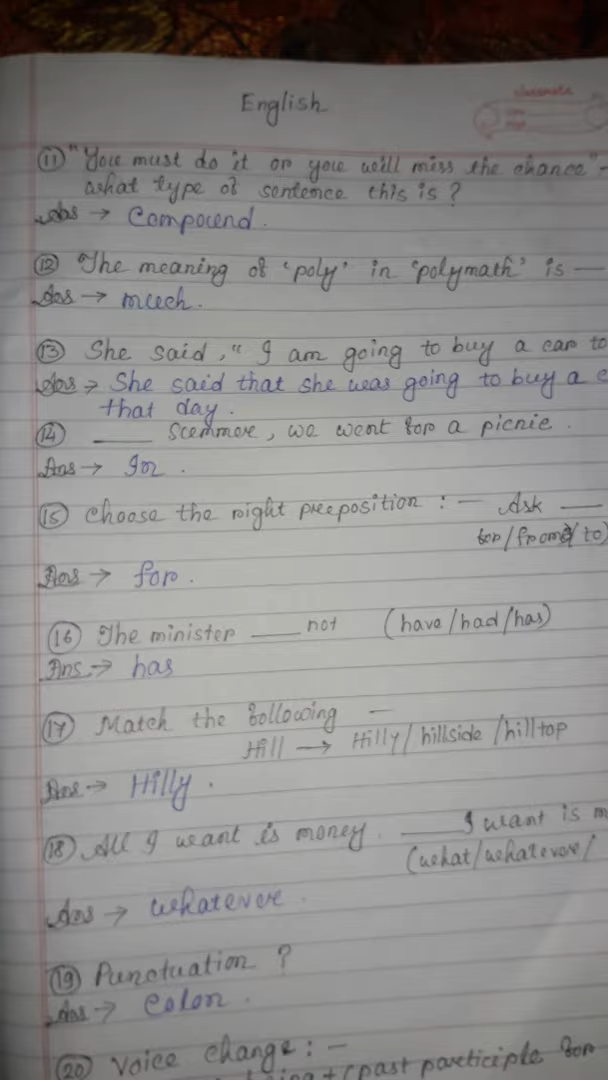 English
classmate
(11) "You must do it or you will miss the chance" -
what type of sentence this is?
Ans → Compound.
(12) The meaning of 'poly' in 'polymath' is —
Ans → much.
(13) She said, " I am going to buy a car to
Ans → She said that she was going to buy a c
that day.
(14) ____ Summer, we went for a picnic.
Ans → In.
(15) Choose the right preposition : — Ask —
for/from/to)
Ans → for.
(16) The minister ____ not (have/had/has)
Ans → has
(17) Match the following —
Hill → Hilly/hillside/hilltop
Ans → Hilly.
(18) All I want is money. ____ I want is m
(what/whatever/
Ans → whatever.
(19) Punctuation ?
Ans → Colon.
(20) Voice change : —
being + (past participle for